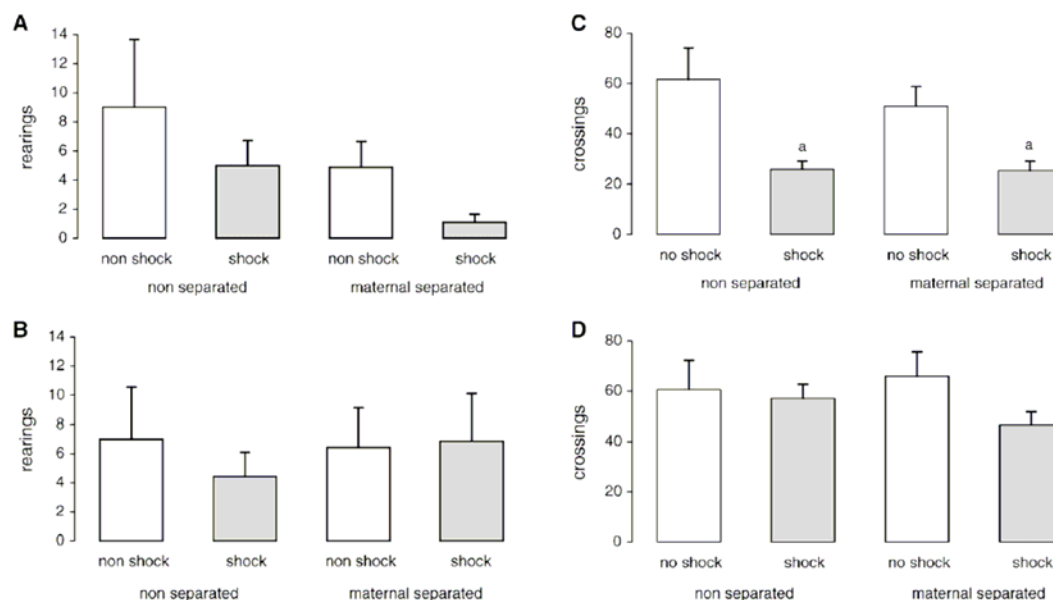 A
14
12
10
8
6
4
2
0
rearings
non shock shock non shock shock
non separated maternal separated
C
80
60
40
20
0
crossings
a a
no shock shock no shock shock
non separated maternal separated
B
14
12
10
8
6
4
2
0
rearings
non shock shock non shock shock
non separated maternal separated
D
80
60
40
20
0
crossings
no shock shock no shock shock
non separated maternal separated